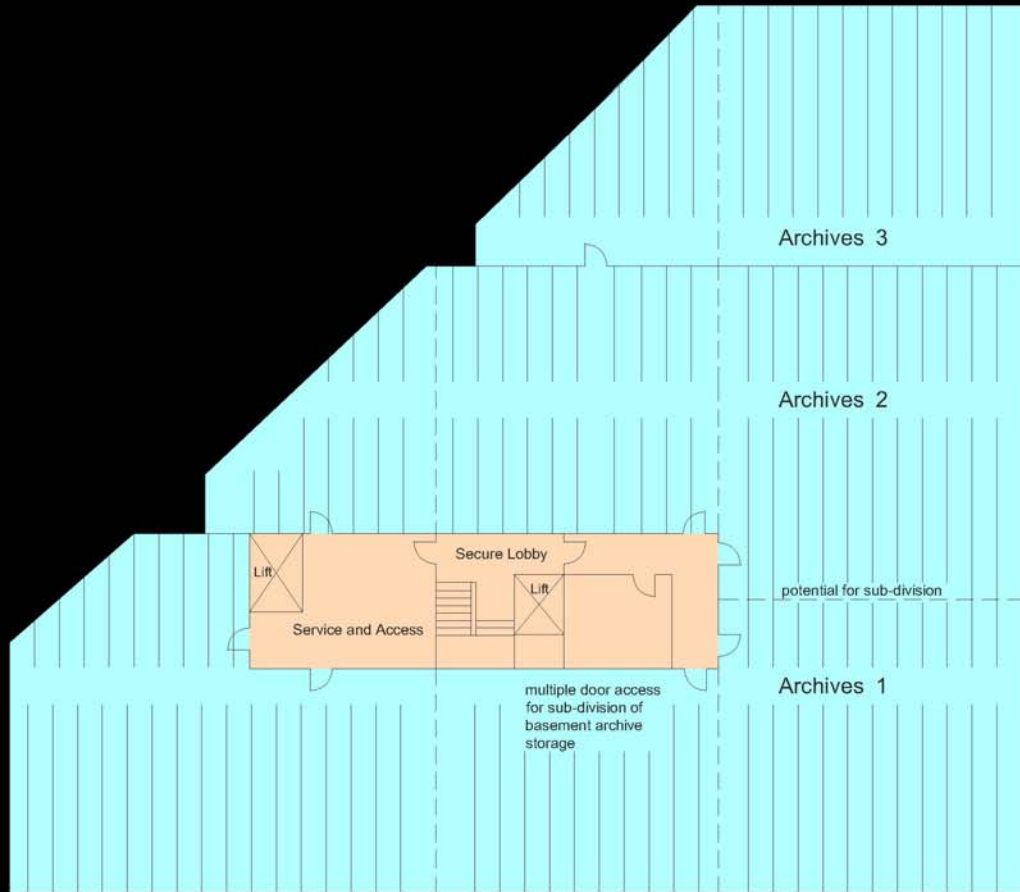 Archives 3
Archives 2
Secure Lobby
Lift
Lift
potential for sub-division
Service and Access
Archives 1
multiple door access
for sub-division of
basement archive
storage